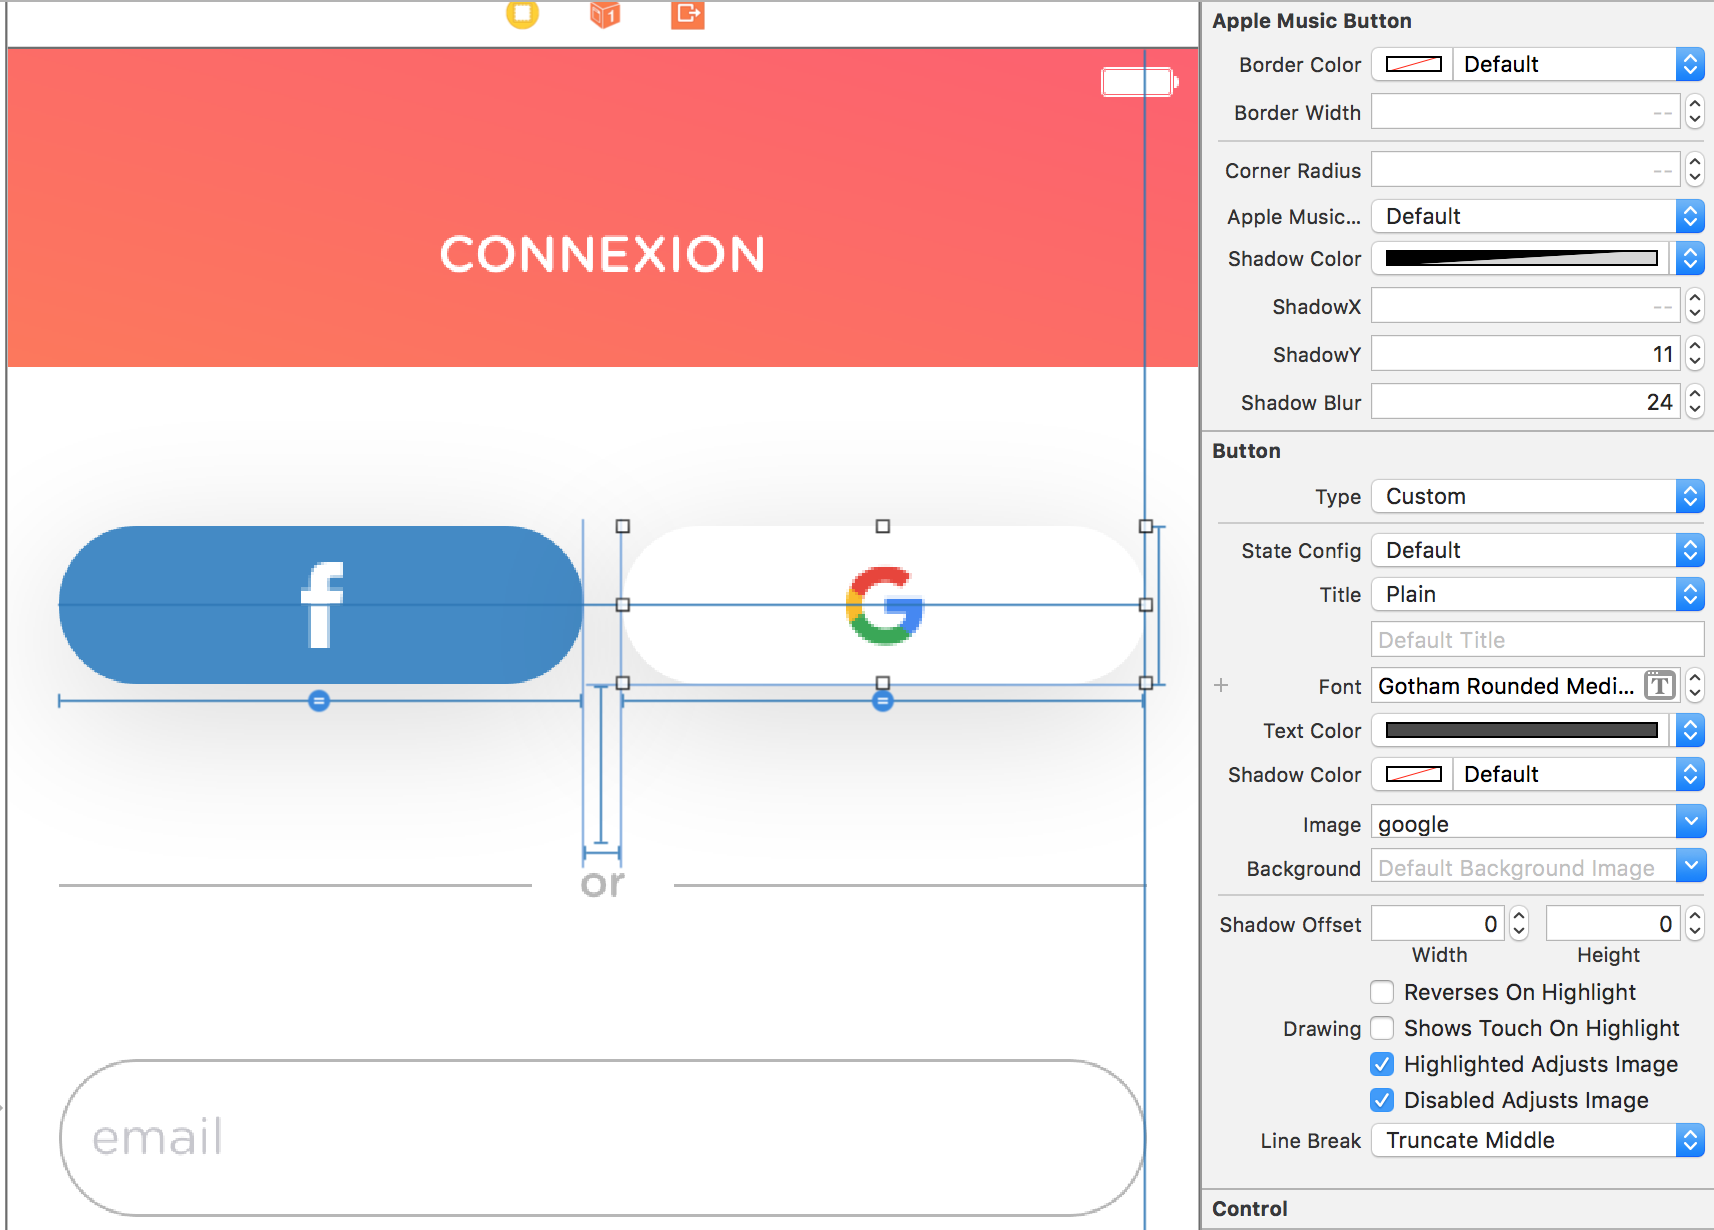 1
CONNEXION
f
G
or
email
Apple Music Button
Border Color Default
Border Width --
Corner Radius --
Apple Music... Default
Shadow Color
ShadowX --
ShadowY 11
Shadow Blur 24
Button
Type Custom
State Config Default
Title Plain
Default Title
+ Font Gotham Rounded Medi... T
Text Color
Shadow Color Default
Image google
Background Default Background Image
Shadow Offset 0 0
Width Height
Reverses On Highlight
Drawing Shows Touch On Highlight
Highlighted Adjusts Image
Disabled Adjusts Image
Line Break Truncate Middle
Control